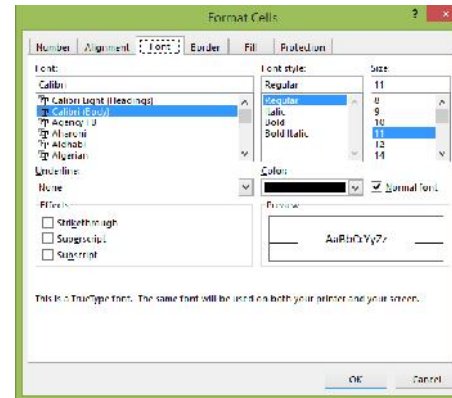 Format Cells ?
Number Alignment Font Border Fill Protection
Font: Font style: Size:
Calibri Regular 11
Calibri Light (Headings) Regular 8
Calibri (Body) Italic 9
Agency FB Bold 10
Aharoni Bold Italic 11
Aldhabi 12
Algerian 14
Underline: Color:
None Normal font
Effects Preview
Strikethrough
Superscript AaBbCcYyZz
Subscript
This is a TrueType font. The same font will be used on both your printer and your screen.
OK Cancel